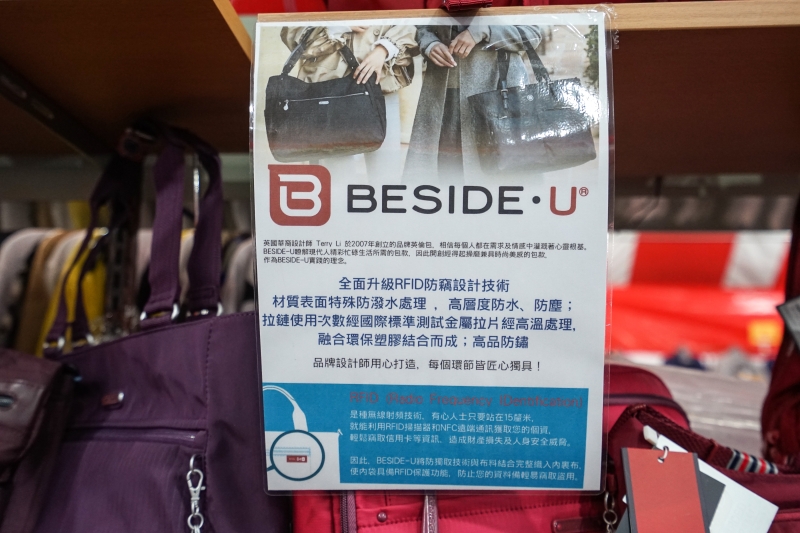 BESIDE·U®
英國華裔設計師 Terry Li 於2007年創立的品牌英倫包，相信每個人都在需求及情感中灌溉著心靈根基。
BESIDE-U瞭解現代人精彩忙碌生活所需的包款，因此開創經得起操磨兼具時尚美感的包款，
作為BESIDE-U實踐的理念。
全面升級RFID防竊設計技術
材質表面特殊防潑水處理 ，高層度防水、防塵；
拉鏈使用次數經國際標準測試金屬拉片經高溫處理，
融合環保塑膠結合而成；高品防鏽
品牌設計師用心打造，每個環節皆匠心獨具！
RFID (Radio Frequency IDentification)
是種無線射頻技術，有心人士只要站在15釐米，
就能利用RFID掃描器和NFC遠端通訊獲取您的個資，
輕鬆竊取信用卡等資訊，造成財產損失及人身安全威脅。
因此，BESIDE-U將防獨取技術與布料結合完整織入內裏布，
使內袋具備RFID保護功能，防止您的資料備輕易竊取盜用。